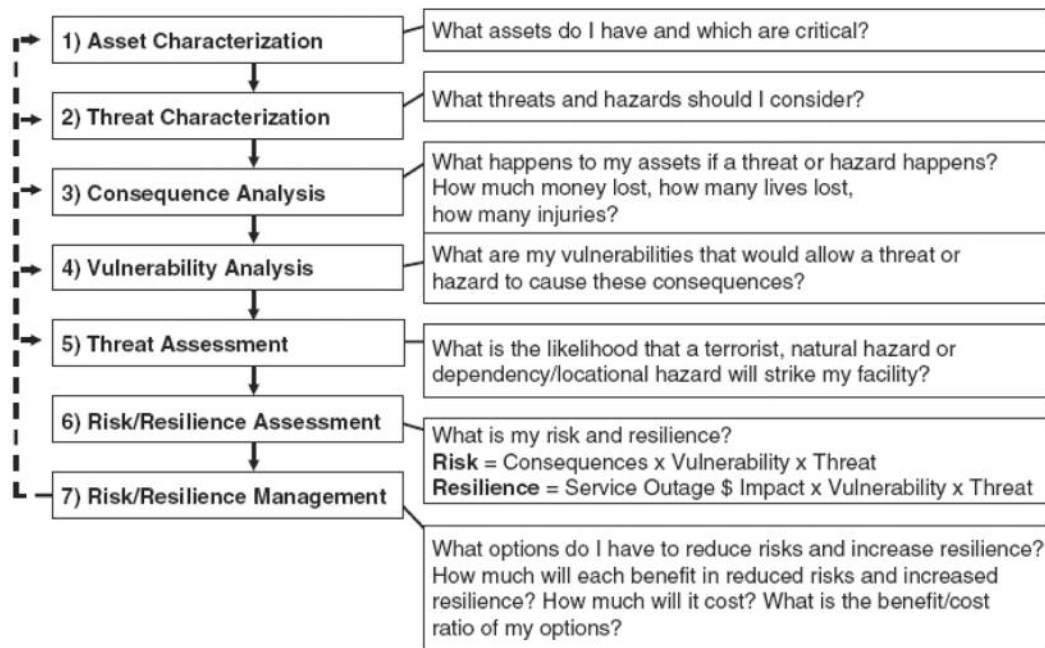 1) Asset Characterization
What assets do I have and which are critical?
2) Threat Characterization
What threats and hazards should I consider?
3) Consequence Analysis
What happens to my assets if a threat or hazard happens?
How much money lost, how many lives lost,
how many injuries?
4) Vulnerability Analysis
What are my vulnerabilities that would allow a threat or
hazard to cause these consequences?
5) Threat Assessment
What is the likelihood that a terrorist, natural hazard or
dependency/locational hazard will strike my facility?
6) Risk/Resilience Assessment
What is my risk and resilience?
Risk = Consequences x Vulnerability x Threat
Resilience = Service Outage $ Impact x Vulnerability x Threat
7) Risk/Resilience Management
What options do I have to reduce risks and increase resilience?
How much will each benefit in reduced risks and increased
resilience? How much will it cost? What is the benefit/cost
ratio of my options?